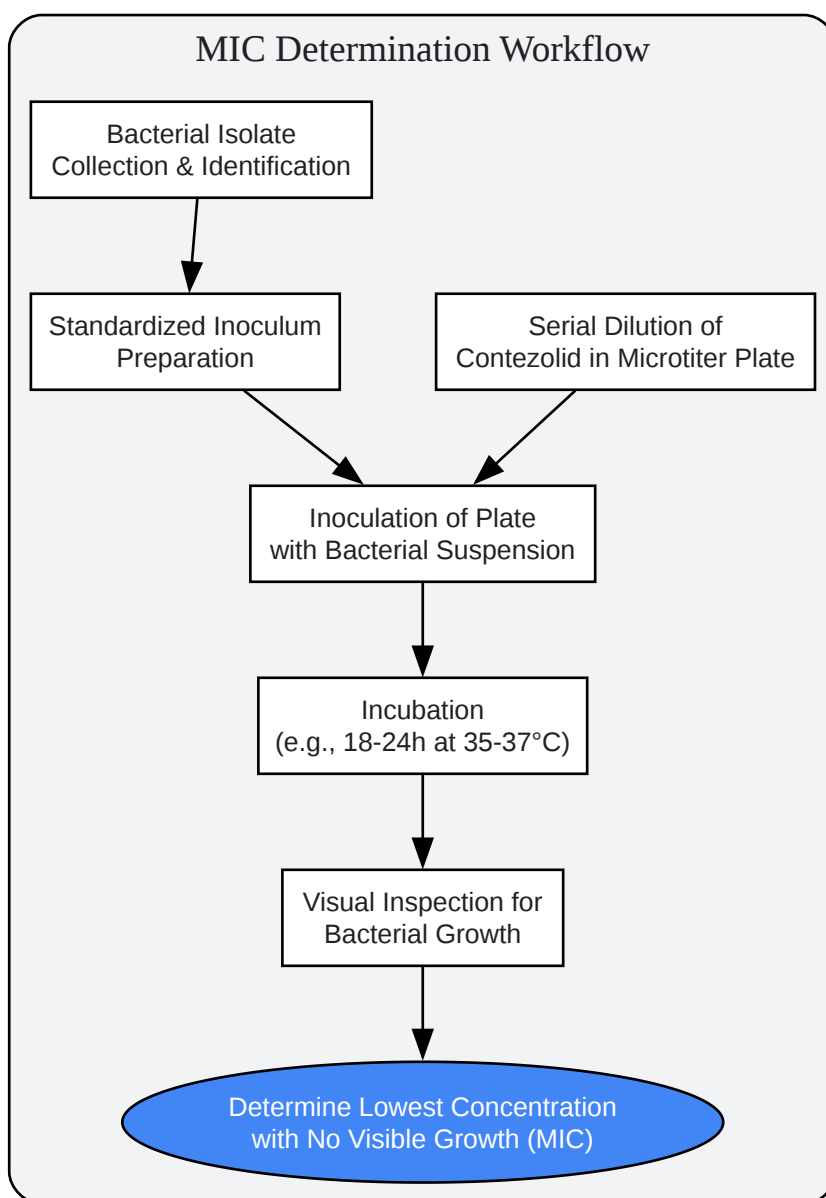 MIC Determination Workflow
Bacterial Isolate
Collection & Identification
Standardized Inoculum
Preparation
Serial Dilution of
Contezolid in Microtiter Plate
Inoculation of Plate
with Bacterial Suspension
Incubation
(e.g., 18-24h at 35-37°C)
Visual Inspection for
Bacterial Growth
Determine Lowest Concentration
with No Visible Growth (MIC)